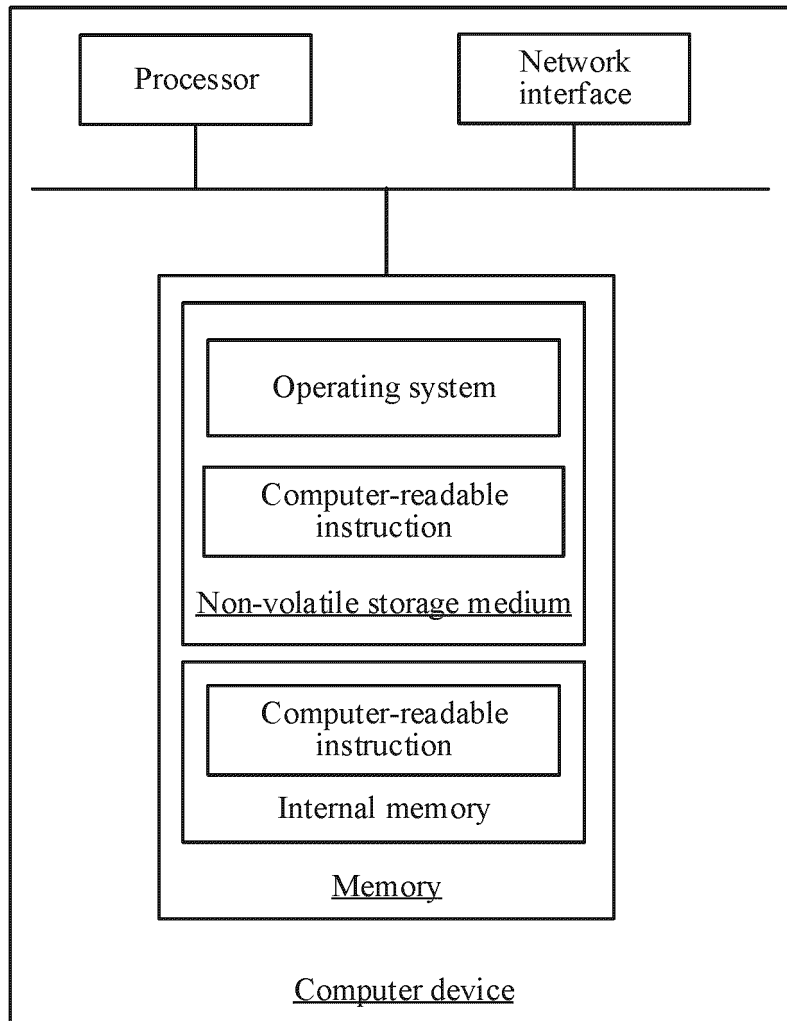 Processor
Network
interface
Operating system
Computer-readable
instruction
Non-volatile storage medium
Computer-readable
instruction
Internal memory
Memory
Computer device